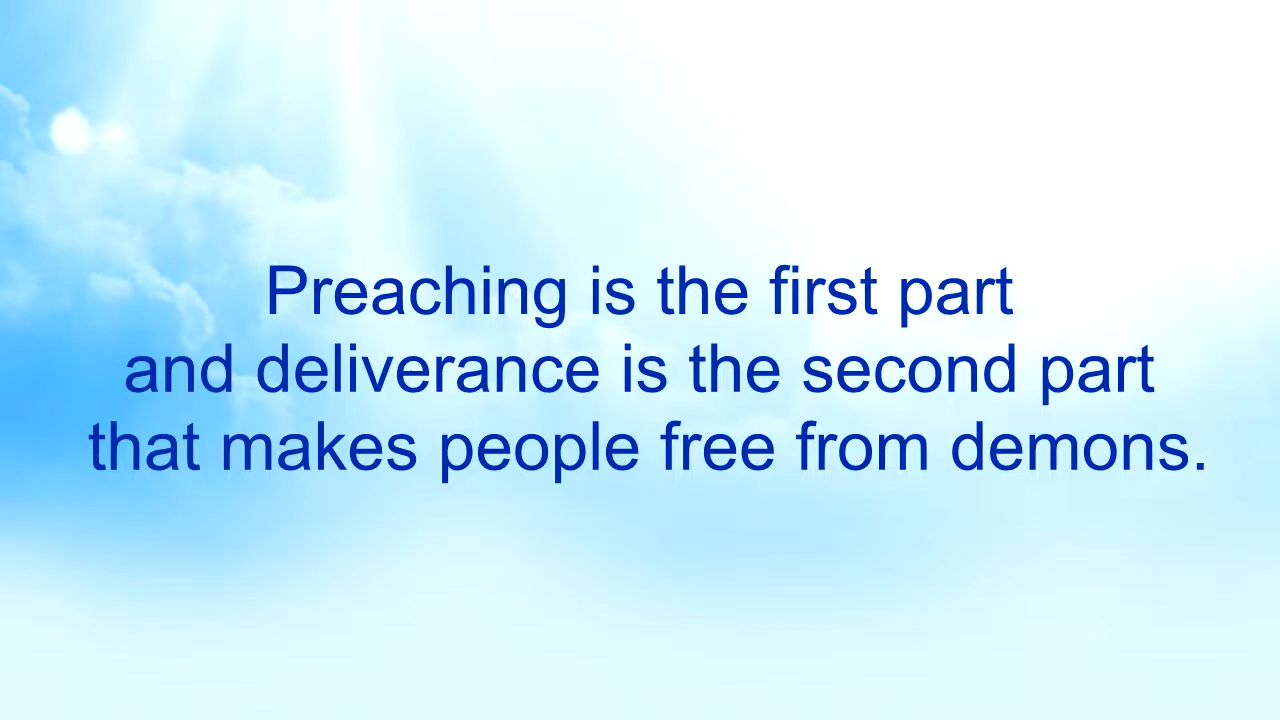 Preaching is the first part
and deliverance is the second part
that makes people free from demons.